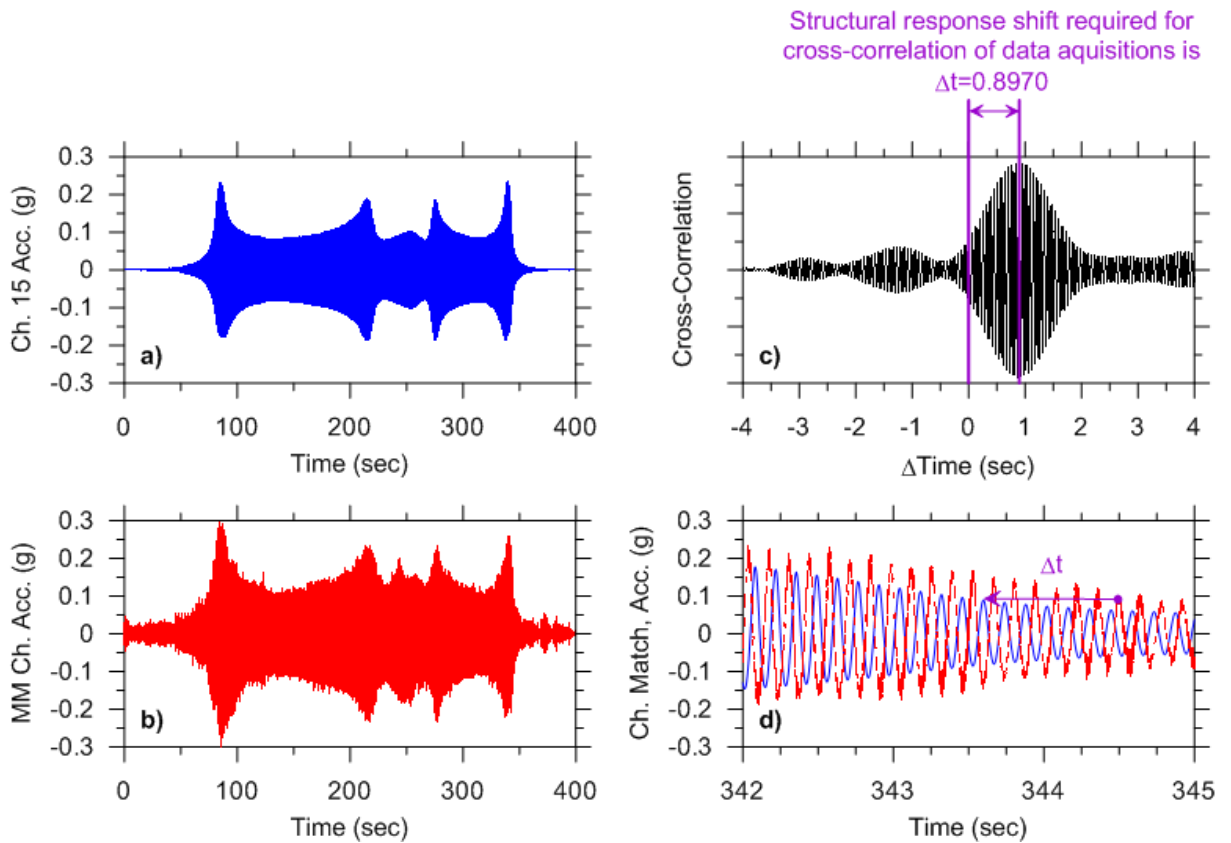 Structural response shift required for
cross-correlation of data aquisitions is
Δt=0.8970
Ch. 15 Acc. (g)
0.3
0.2
0.1
0
-0.1
-0.2
-0.3
a)
0 100 200 300 400
Time (sec)
Cross-Correlation
c)
-4 -3 -2 -1 0 1 2 3 4
ΔTime (sec)
MM Ch. Acc. (g)
0.3
0.2
0.1
0
-0.1
-0.2
-0.3
b)
0 100 200 300 400
Time (sec)
Ch. Match, Acc. (g)
0.3
0.2
0.1
0
-0.1
-0.2
-0.3
Δt
d)
342 343 344 345
Time (sec)